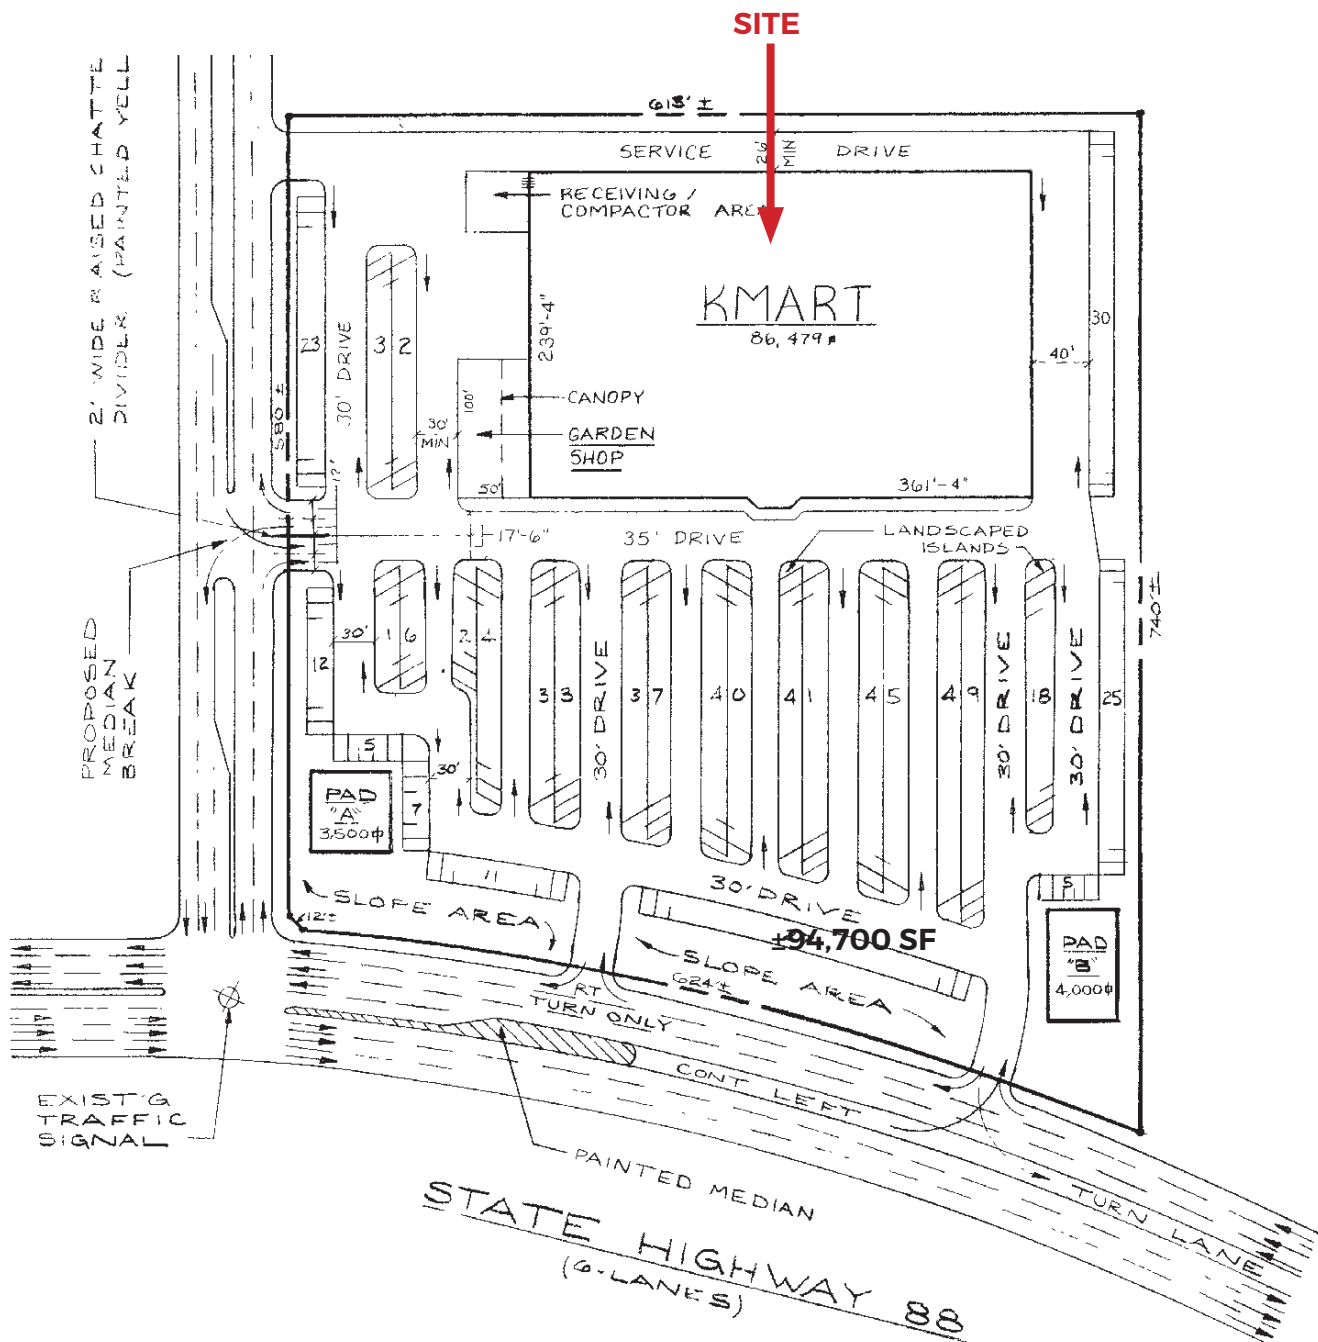 SITE
613' ±
2' WIDE RAISED CHATTE
DIVIDER (PAINTED YELL
SERVICE
26'
MIN
DRIVE
RECEIVING /
COMPACTOR AREA
KMART
86,479
239'-4"
361'-4"
23
30' DRIVE
32
580 ±
12'
30'
MIN
100'
50'
CANOPY
GARDEN
SHOP
30
40'
17'-6"
35' DRIVE
LANDSCAPED
ISLANDS
740' ±
PROPOSED
MEDIAN
BREAK
12
30'
16
24
33
30' DRIVE
37
40
41
45
49
30' DRIVE
18
30' DRIVE
25
5
30'
7
PAD
"A"
3,500
11
SLOPE AREA
12±
30' DRIVE
±94,700 SF
SLOPE AREA
624 ±
5
PAD
"B"
4,000
RT
TURN ONLY
CONT LEFT
TURN LANE
EXIST'G
TRAFFIC
SIGNAL
PAINTED MEDIAN
STATE HIGHWAY 88
(6-LANES)